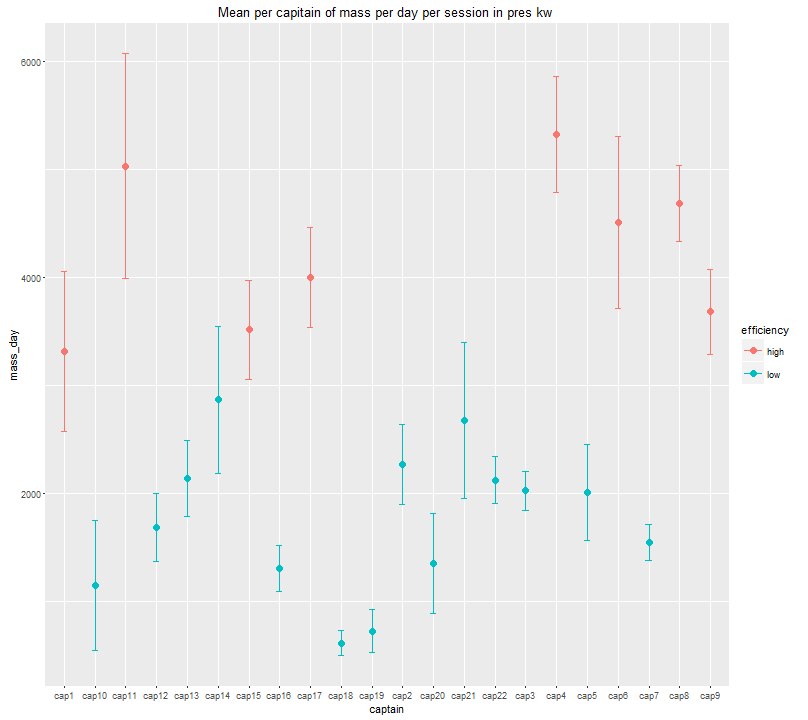 Mean per capitain of mass per day per session in pres kw
6000
4000
2000
mass_day
cap1 cap10 cap11 cap12 cap13 cap14 cap15 cap16 cap17 cap18 cap19 cap2 cap20 cap21 cap22 cap3 cap4 cap5 cap6 cap7 cap8 cap9
captain
efficiency
high
low